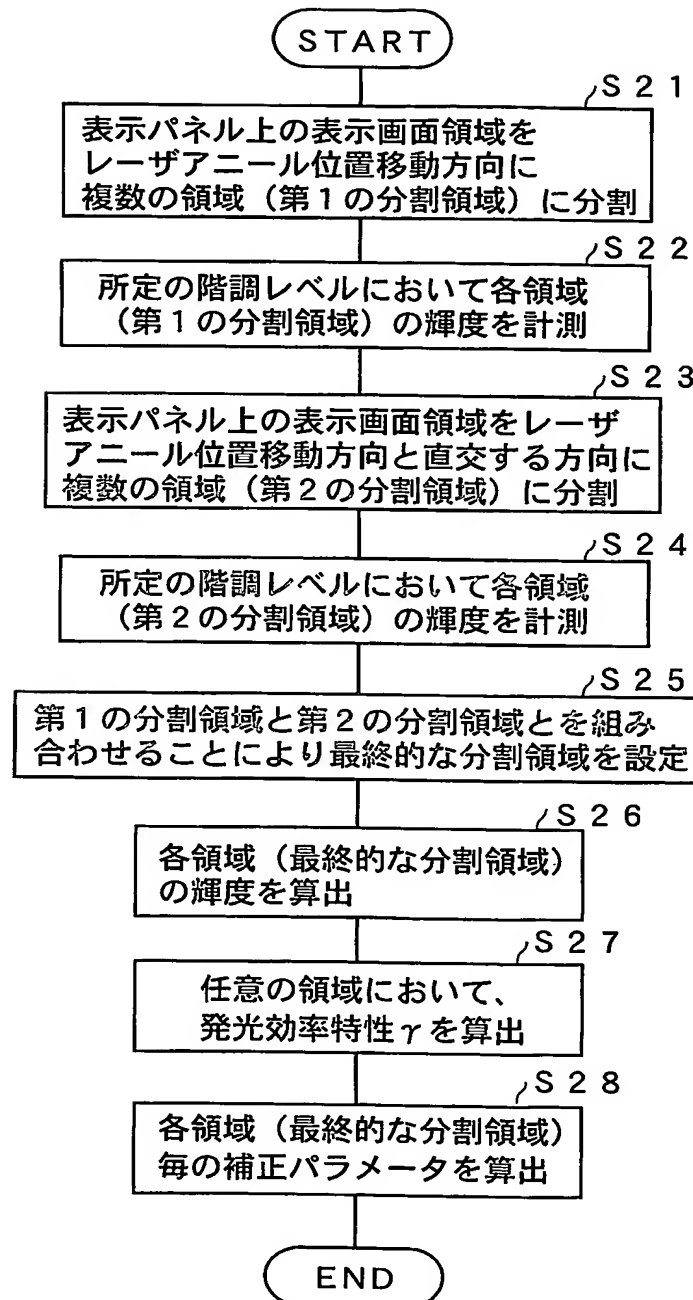 START
S21
表示パネル上の表示画面領域を
レーザアニール位置移動方向に
複数の領域（第１の分割領域）に分割
S22
所定の階調レベルにおいて各領域
（第１の分割領域）の輝度を計測
S23
表示パネル上の表示画面領域をレーザ
アニール位置移動方向と直交する方向に
複数の領域（第２の分割領域）に分割
S24
所定の階調レベルにおいて各領域
（第２の分割領域）の輝度を計測
S25
第１の分割領域と第２の分割領域とを組み
合わせることにより最終的な分割領域を設定
S26
各領域（最終的な分割領域）
の輝度を算出
S27
任意の領域において、
発光効率特性γを算出
S28
各領域（最終的な分割領域）
毎の補正パラメータを算出
END